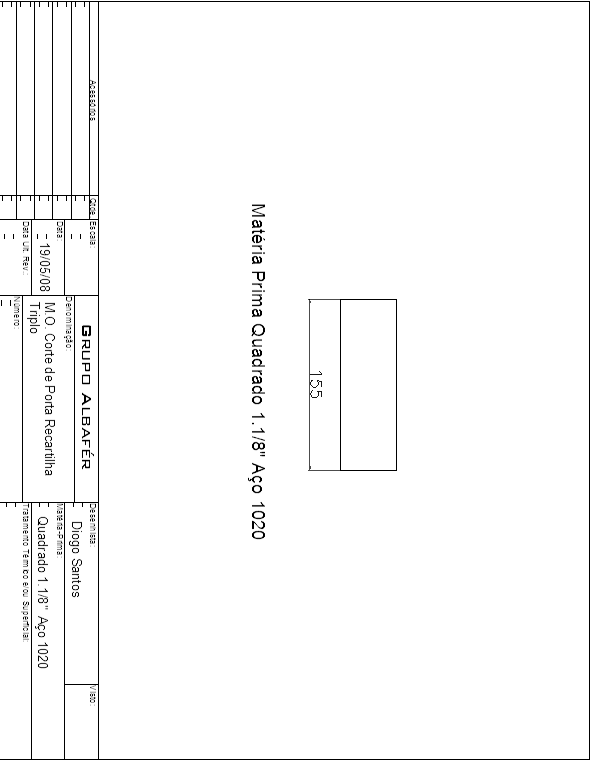 155
Matéria Prima Quadrado 1.1/8" Aço 1020
Acessórios
Qtde
Escala:
-
Data:
- 19/05/08
Data Ult. Rev.:
-
GRUPO ALBAFÉR
Denominação:
M.O. Corte de Porta Recartilha
Triplo
Número:
-
Desenhista:
Diogo Santos
Visto:
Matéria-Prima:
Quadrado 1.1/8" Aço 1020
Tratamento Térmico e/ou Superficial:
-